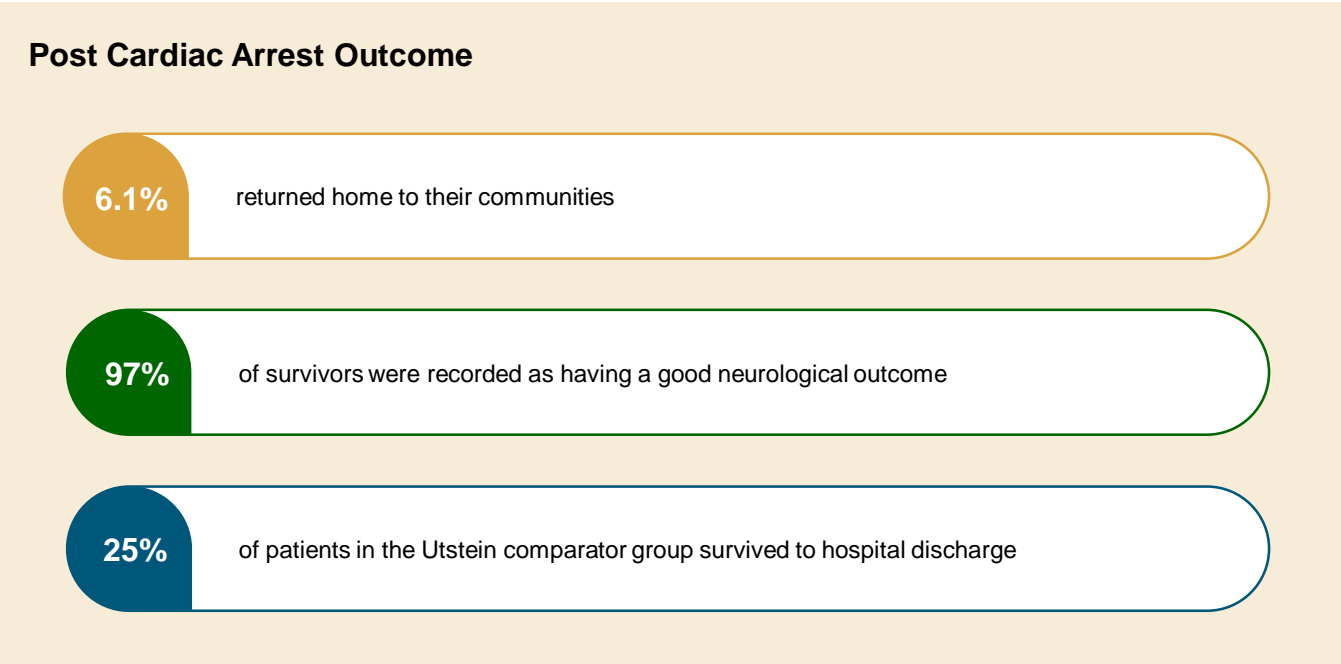 Post Cardiac Arrest Outcome
6.1% returned home to their communities
97% of survivors were recorded as having a good neurological outcome
25% of patients in the Utstein comparator group survived to hospital discharge